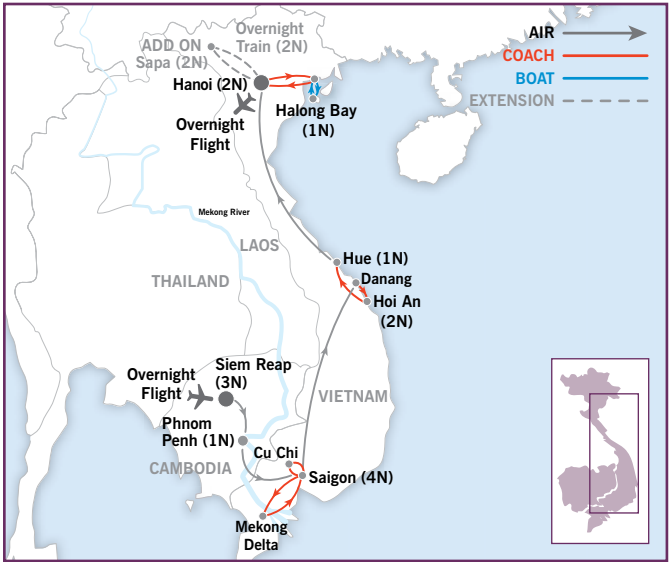 AIR
COACH
BOAT
EXTENSION
Overnight
Train (2N)
ADD ON
Sapa (2N)
Hanoi (2N)
Overnight
Flight
Halong Bay
(1N)
Mekong River
LAOS
THAILAND
Hue (1N)
Danang
Hoi An
(2N)
Siem Reap
(3N)
Overnight
Flight
VIETNAM
Phnom
Penh (1N)
Cu Chi
CAMBODIA
Saigon (4N)
Mekong
Delta